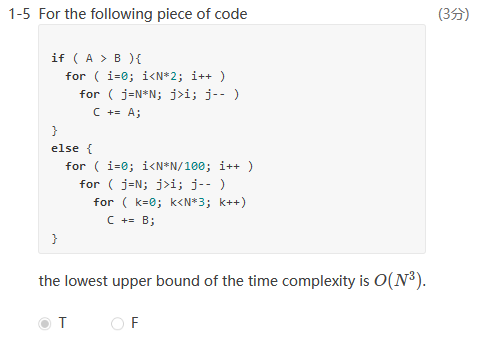 1-5 For the following piece of code (3分)
if ( A > B ){
for ( i=0; i<N*2; i++ )
for ( j=N*N; j>i; j-- )
C += A;
}
else {
for ( i=0; i<N*N/100; i++ )
for ( j=N; j>i; j-- )
for ( k=0; k<N*3; k++)
C += B;
}
the lowest upper bound of the time complexity is O(N³).
T F